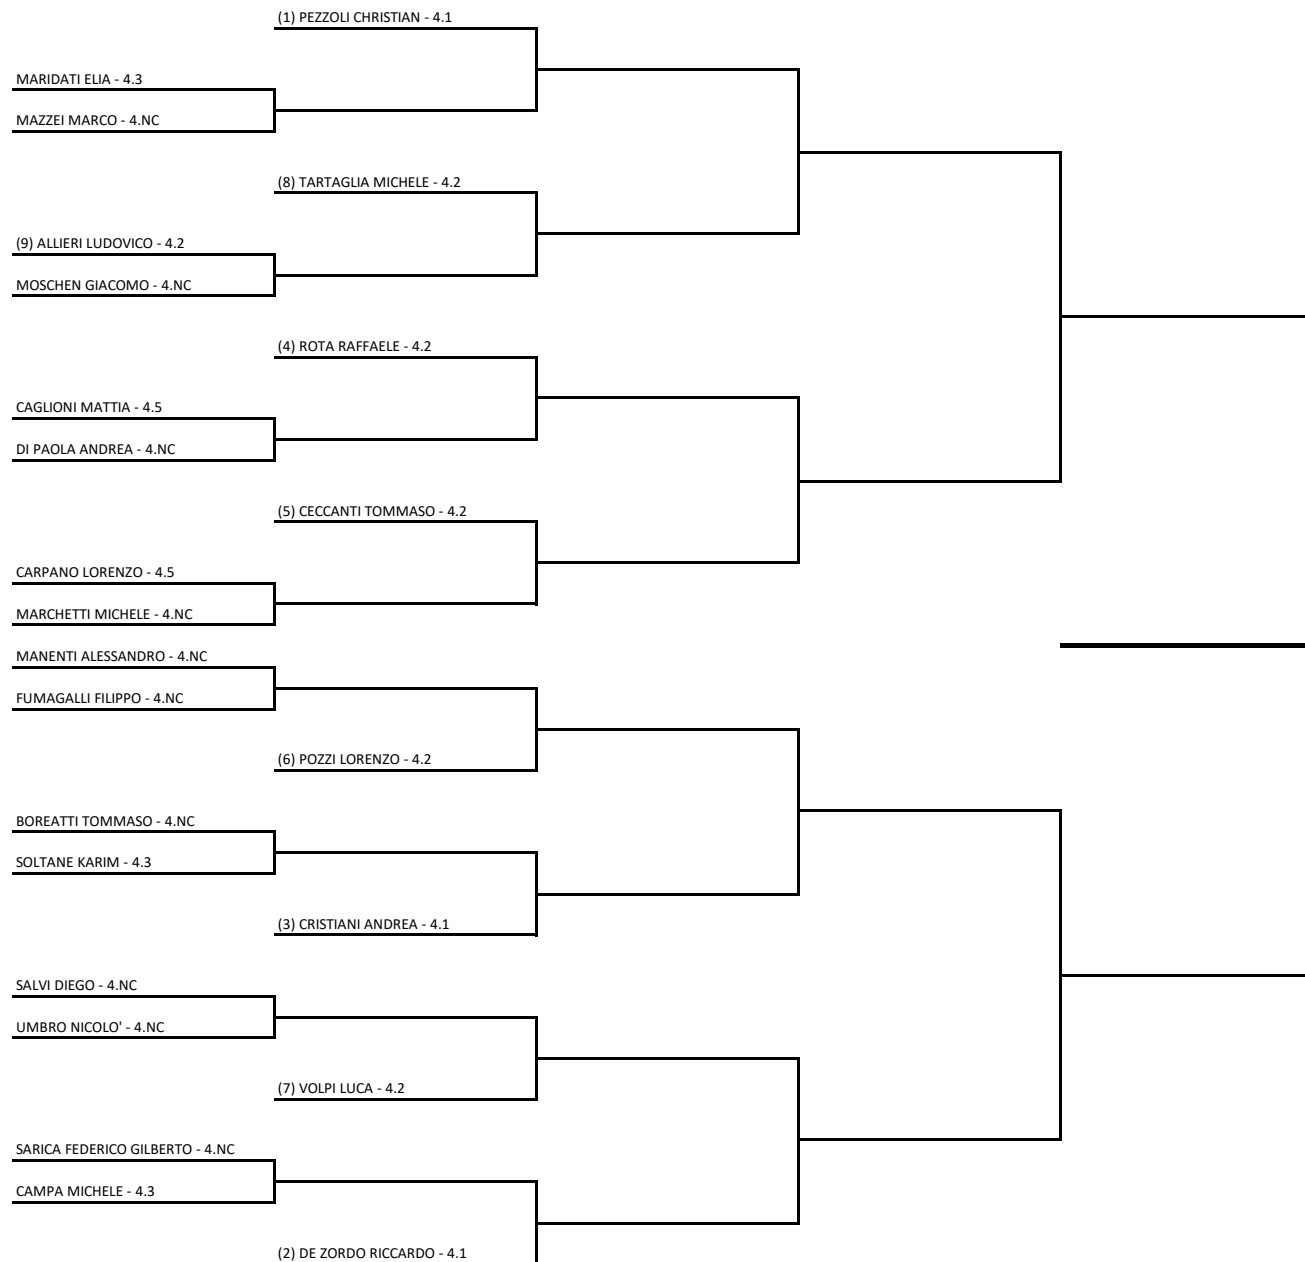 (1) PEZZOLI CHRISTIAN - 4.1
MARIDATI ELIA - 4.3
MAZZEI MARCO - 4.NC
(8) TARTAGLIA MICHELE - 4.2
(9) ALLIERI LUDOVICO - 4.2
MOSCHEN GIACOMO - 4.NC
(4) ROTA RAFFAELE - 4.2
CAGLIONI MATTIA - 4.5
DI PAOLA ANDREA - 4.NC
(5) CECCANTI TOMMASO - 4.2
CARPANO LORENZO - 4.5
MARCHETTI MICHELE - 4.NC
MANENTI ALESSANDRO - 4.NC
FUMAGALLI FILIPPO - 4.NC
(6) POZZI LORENZO - 4.2
BOREATTI TOMMASO - 4.NC
SOLTANE KARIM - 4.3
(3) CRISTIANI ANDREA - 4.1
SALVI DIEGO - 4.NC
UMBRO NICOLO' - 4.NC
(7) VOLPI LUCA - 4.2
SARICA FEDERICO GILBERTO - 4.NC
CAMPA MICHELE - 4.3
(2) DE ZORDO RICCARDO - 4.1